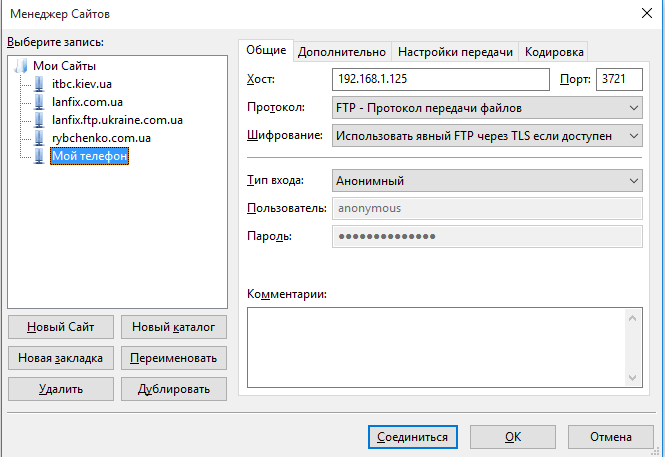 Менеджер Сайтов
Выберите запись:
Мои Сайты
itbc.kiev.ua
lanfix.com.ua
lanfix.ftp.ukraine.com.ua
rybchenko.com.ua
Мой телефон
Новый Сайт Новый каталог
Новая закладка Переименовать
Удалить Дублировать
Общие Дополнительно Настройки передачи Кодировка
Хост: 192.168.1.125 Порт: 3721
Протокол: FTP - Протокол передачи файлов
Шифрование: Использовать явный FTP через TLS если доступен
Тип входа: Анонимный
Пользователь: anonymous
Пароль: ●●●●●●●●●●●●●●
Комментарии:
Соединиться OK Отмена